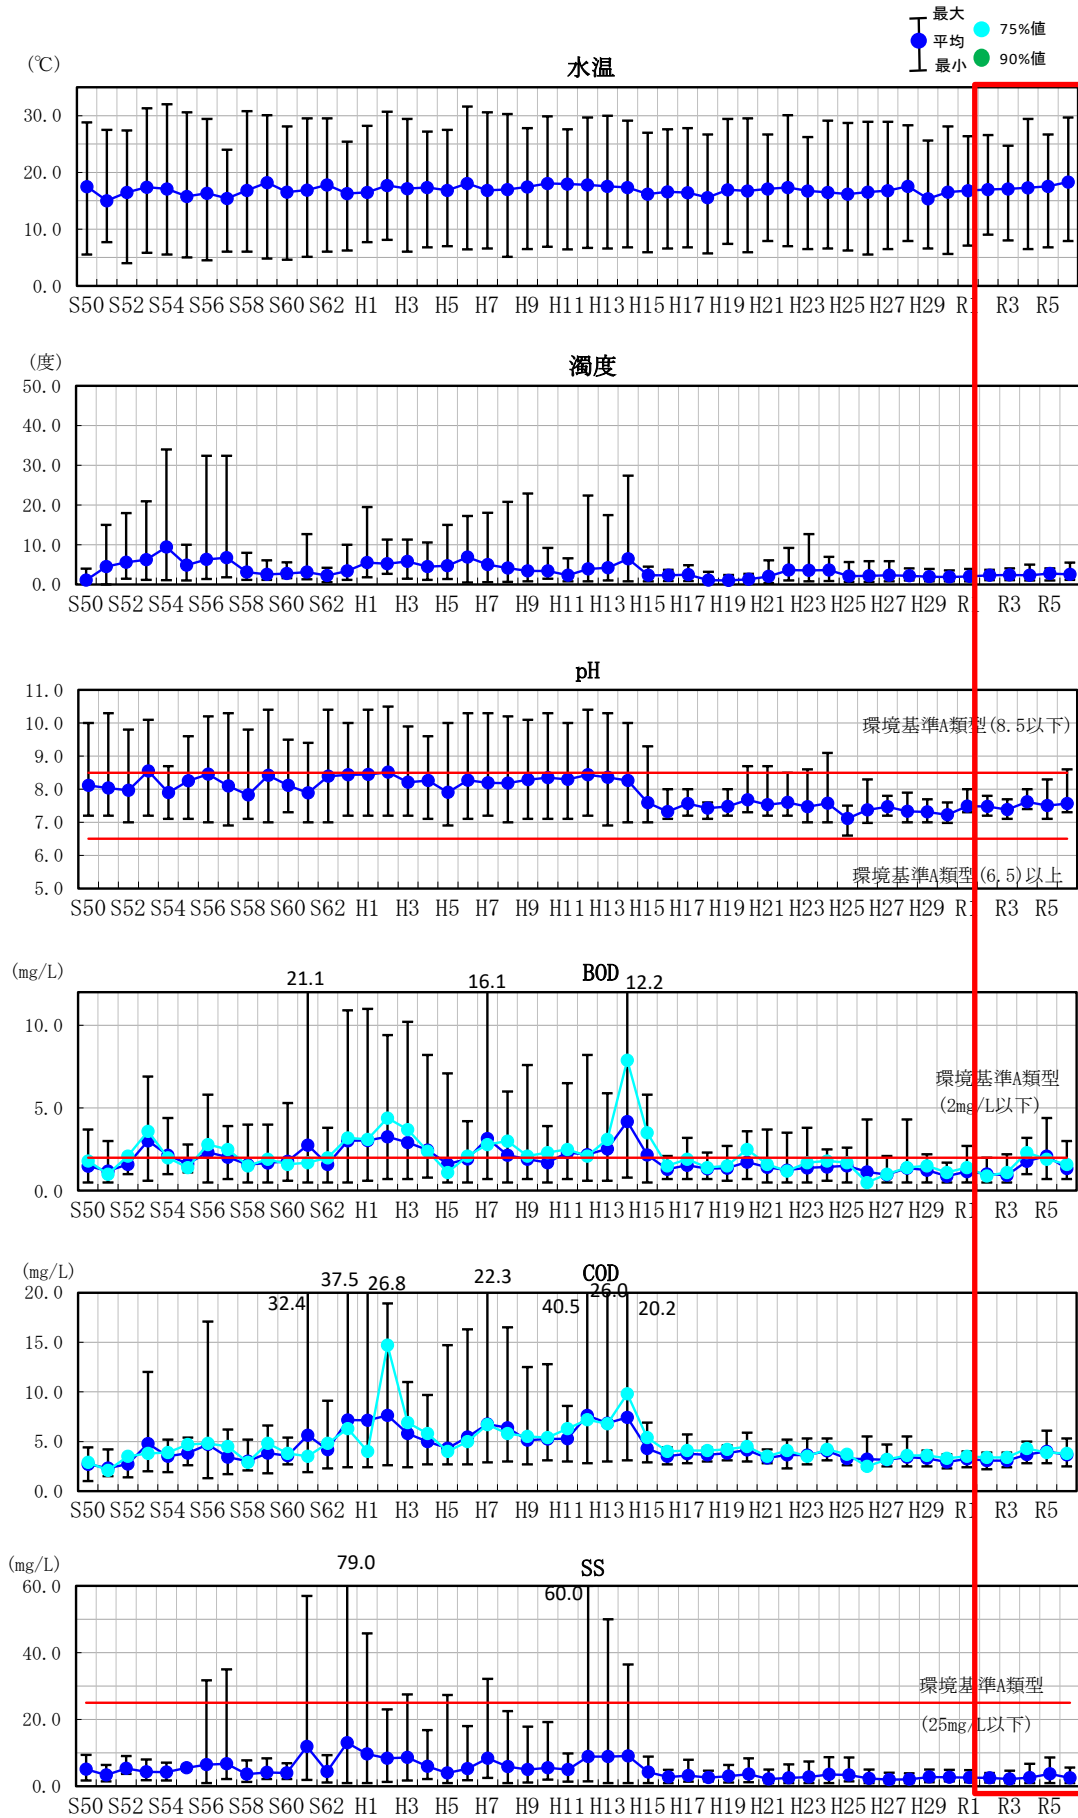 最大
75%値
平均
90%値
最小
(℃)
水温
30.0
20.0
10.0
0.0
S50 S52 S54 S56 S58 S60 S62 H1 H3 H5 H7 H9 H11 H13 H15 H17 H19 H21 H23 H25 H27 H29 R1 R3 R5
(度)
濁度
50.0
40.0
30.0
20.0
10.0
0.0
S50 S52 S54 S56 S58 S60 S62 H1 H3 H5 H7 H9 H11 H13 H15 H17 H19 H21 H23 H25 H27 H29 R1 R3 R5
pH
11.0
10.0
9.0
8.0
7.0
6.0
5.0
環境基準A類型(8.5以下)
環境基準A類型(6.5)以上
S50 S52 S54 S56 S58 S60 S62 H1 H3 H5 H7 H9 H11 H13 H15 H17 H19 H21 H23 H25 H27 H29 R1 R3 R5
(mg/L)
BOD
21.1 16.1 12.2
10.0
5.0
0.0
環境基準A類型
(2mg/L以下)
S50 S52 S54 S56 S58 S60 S62 H1 H3 H5 H7 H9 H11 H13 H15 H17 H19 H21 H23 H25 H27 H29 R1 R3 R5
(mg/L)
COD
32.4 37.5 26.8 22.3 40.5 26.0 20.2
20.0
15.0
10.0
5.0
0.0
S50 S52 S54 S56 S58 S60 S62 H1 H3 H5 H7 H9 H11 H13 H15 H17 H19 H21 H23 H25 H27 H29 R1 R3 R5
(mg/L)
SS
79.0 60.0
60.0
40.0
20.0
0.0
環境基準A類型
(25mg/L以下)
S50 S52 S54 S56 S58 S60 S62 H1 H3 H5 H7 H9 H11 H13 H15 H17 H19 H21 H23 H25 H27 H29 R1 R3 R5